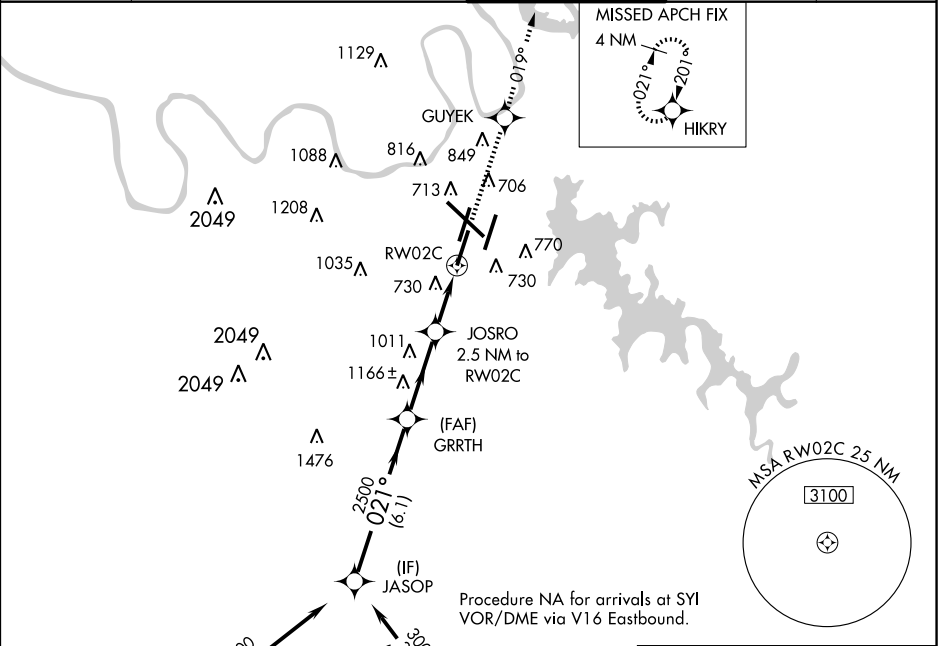 MISSED APCH FIX
4 NM
021°
201°
HIKRY
1129
019°
GUYEK
1088
816
849
713
706
2049
1208
RW02C
770
1035
730
730
2049
1011
JOSRO
2.5 NM to
RW02C
2049
1166±
(FAF)
GRRTH
1476
MSA RW02C 25 NM
3100
2500
021°
(6.1)
(IF)
JASOP
Procedure NA for arrivals at SYI
VOR/DME via V16 Eastbound.